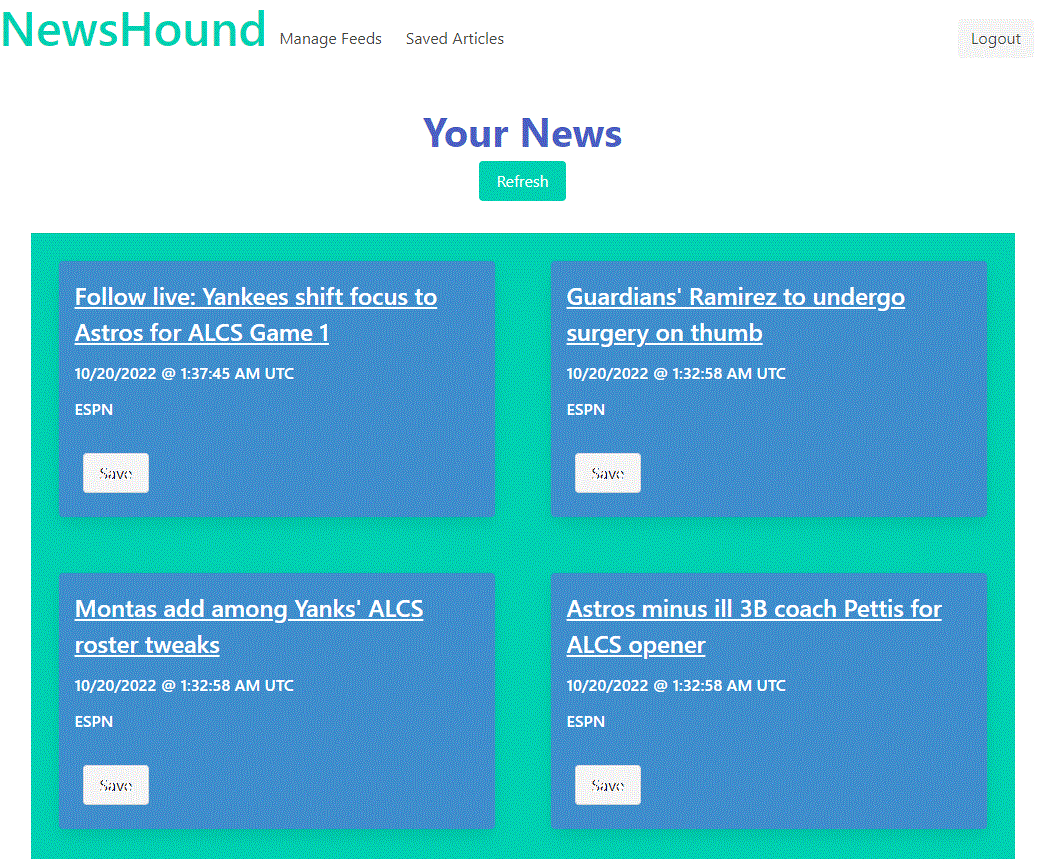 NewsHound Manage Feeds Saved Articles Logout
Your News
Refresh
Follow live: Yankees shift focus to
Astros for ALCS Game 1
10/20/2022 @ 1:37:45 AM UTC
ESPN
Save
Guardians' Ramirez to undergo
surgery on thumb
10/20/2022 @ 1:32:58 AM UTC
ESPN
Save
Montas add among Yanks' ALCS
roster tweaks
10/20/2022 @ 1:32:58 AM UTC
ESPN
Save
Astros minus ill 3B coach Pettis for
ALCS opener
10/20/2022 @ 1:32:58 AM UTC
ESPN
Save